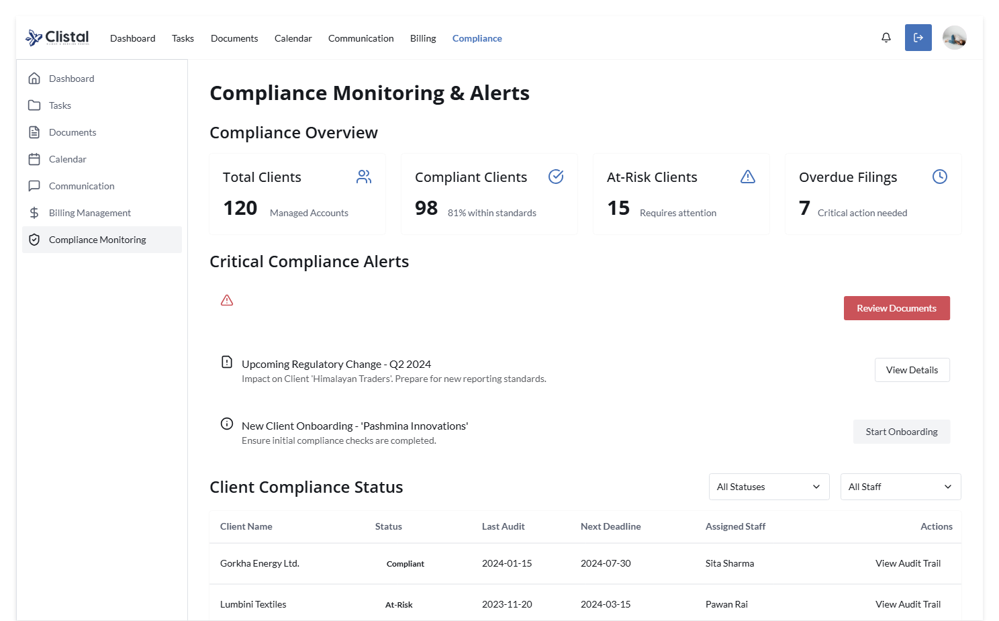 Clistal
Dashboard
Tasks
Documents
Calendar
Communication
Billing
Compliance
Dashboard
Tasks
Documents
Calendar
Communication
Billing Management
Compliance Monitoring
Compliance Monitoring & Alerts
Compliance Overview
Total Clients
120 Managed Accounts
Compliant Clients
98 81% within standards
At-Risk Clients
15 Requires attention
Overdue Filings
7 Critical action needed
Critical Compliance Alerts
Review Documents
Upcoming Regulatory Change - Q2 2024
Impact on Client 'Himalayan Traders'. Prepare for new reporting standards.
View Details
New Client Onboarding - 'Pashmina Innovations'
Ensure initial compliance checks are completed.
Start Onboarding
Client Compliance Status
All Statuses
All Staff
Client Name Status Last Audit Next Deadline Assigned Staff Actions
Gorkha Energy Ltd. Compliant 2024-01-15 2024-07-30 Sita Sharma View Audit Trail
Lumbini Textiles At-Risk 2023-11-20 2024-03-15 Pawan Rai View Audit Trail